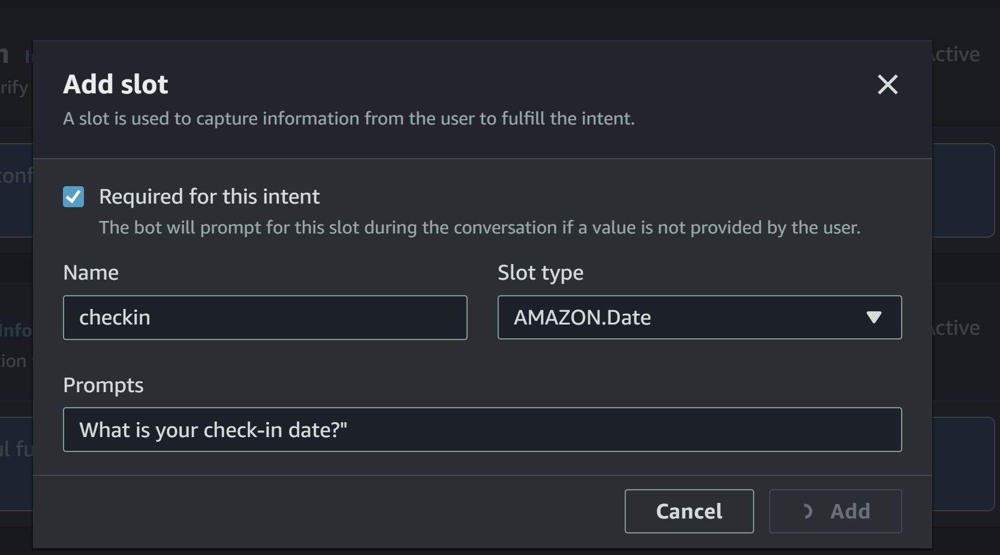 Add slot
A slot is used to capture information from the user to fulfill the intent.
Required for this intent
The bot will prompt for this slot during the conversation if a value is not provided by the user.
Name
Slot type
checkin
AMAZON.Date
Info
Prompts
What is your check-in date?"
Cancel
Add